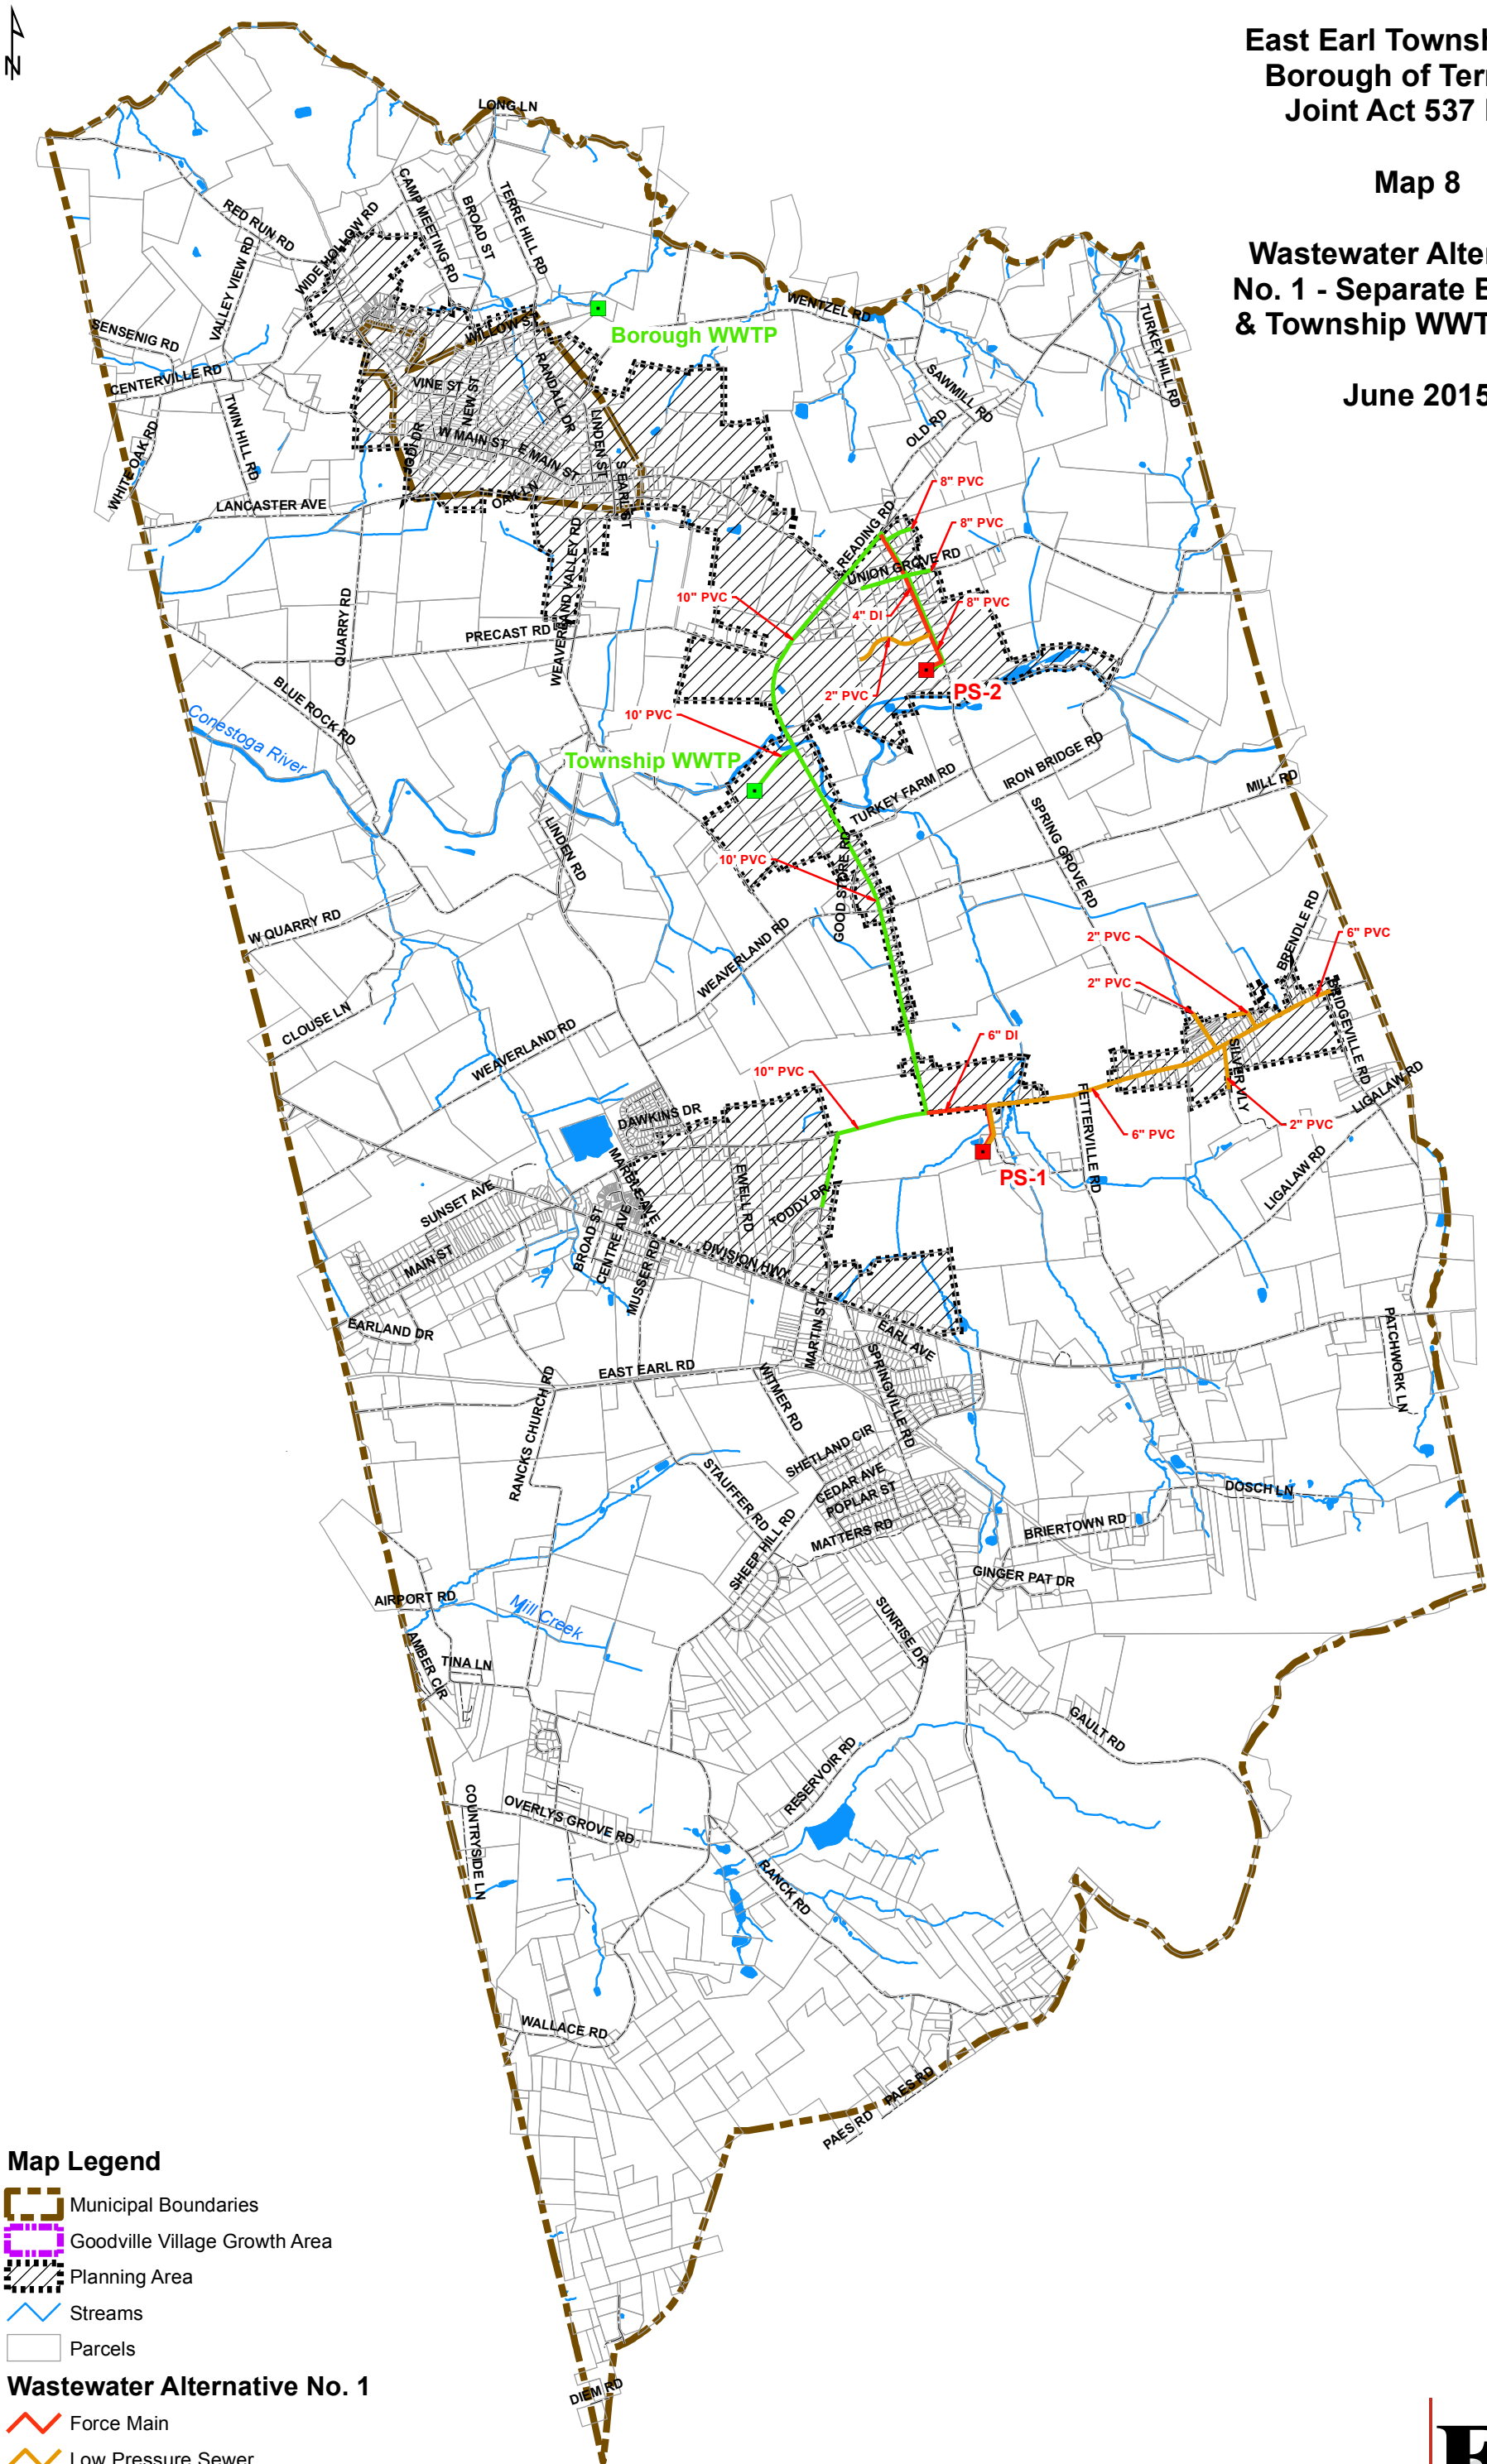 N
East Earl Townsh
Borough of Terr
Joint Act 537
Map 8
Wastewater Alter
No. 1 - Separate
& Township WWT
June 2015
LONG LN
CAMP MEETING RD
BROAD ST
TERRE HILL RD
RED RUN RD
WIDE HOLLOW RD
VALLEY VIEW RD
WENTZEL RD
TURKEY HILL RD
Borough WWTP
WILLOW ST
SENSENIG RD
CENTERVILLE RD
TWIN HILL RD
WHITE OAK RD
VINE ST
NEW ST
RANDALL DR
JODI DR
W MAIN ST
E MAIN ST
LINDEN ST
S EARL ST
OAK LN
SAWMILL RD
OLD RD
LANCASTER AVE
8" PVC
READING RD
8" PVC
UNION GROVE RD
10" PVC
4" DI
8" PVC
QUARRY RD
PRECAST RD
WEAVERLAND VALLEY RD
2" PVC
PS-2
BLUE ROCK RD
10' PVC
Conestoga River
Township WWTP
IRON BRIDGE RD
TURKEY FARM RD
MILL RD
SPRING GROVE RD
LINDEN RD
10' PVC
GOOD STORE RD
W QUARRY RD
WEAVERLAND RD
BRENDLE RD
2" PVC
6" PVC
2" PVC
CLOUSE LN
WEAVERLAND RD
6" DI
BRIDGEVILLE RD
SILVER VLY
10" PVC
LIGALAW RD
DAWKINS DR
FETTERVILLE RD
2" PVC
6" PVC
MARBLE AVE
EWELL RD
PS-1
LIGALAW RD
SUNSET AVE
TODDY DR
BROAD ST
CENTRE AVE
MUSSER RD
DIVISION HWY
MAIN ST
EARLAND DR
MARTIN ST
EARL AVE
PATCHWORK LN
EAST EARL RD
WITMER RD
SPRINGVILLE RD
RANCKS CHURCH RD
SHETLAND CIR
STAUFFER RD
CEDAR AVE
POPLAR ST
DOSCH LN
SHEEP HILL RD
MATTERS RD
BRIERTOWN RD
GINGER PAT DR
AIRPORT RD
Mill Creek
SUNRISE DR
AMBER CIR
TINA LN
GAULT RD
RESERVOIR RD
COUNTRYSIDE LN
OVERLYS GROVE RD
RANCK RD
WALLACE RD
PAES RD
PAES RD
DIEM RD
Map Legend
Municipal Boundaries
Goodville Village Growth Area
Planning Area
Streams
Parcels
Wastewater Alternative No. 1
Force Main
Low Pressure Sewer